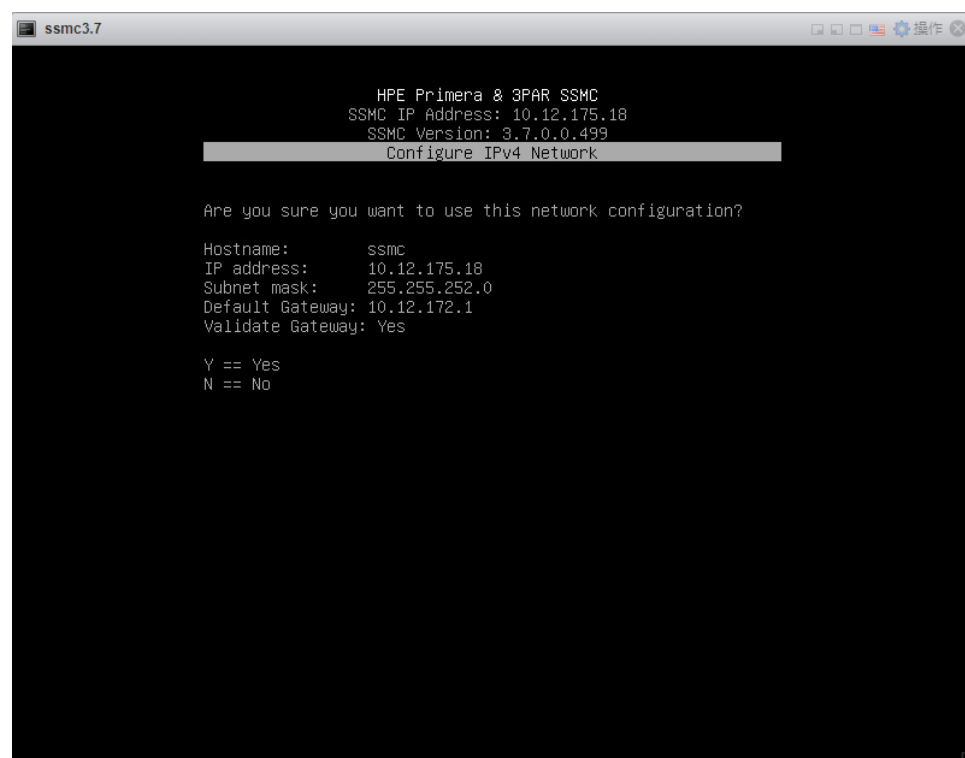 ssmc3.7
操作
HPE Primera & 3PAR SSMC
SSMC IP Address: 10.12.175.18
SSMC Version: 3.7.0.0.499
Configure IPv4 Network
Are you sure you want to use this network configuration?
Hostname: ssmc
IP address: 10.12.175.18
Subnet mask: 255.255.252.0
Default Gateway: 10.12.172.1
Validate Gateway: Yes
Y == Yes
N == No